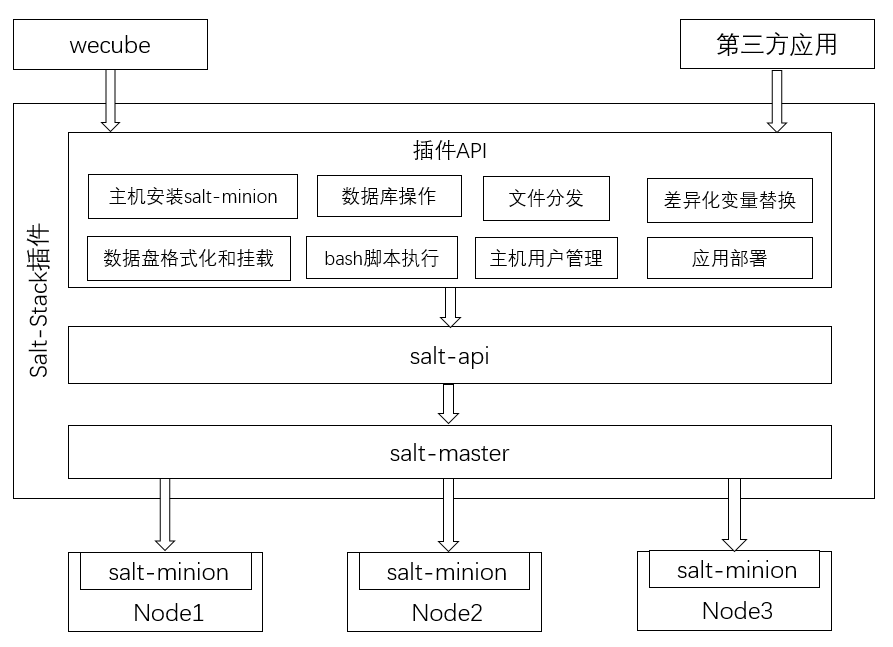 wecube
第三方应用
插件API
主机安装salt-minion
数据库操作
文件分发
差异化变量替换
数据盘格式化和挂载
bash脚本执行
主机用户管理
应用部署
Salt-Stack插件
salt-api
salt-master
salt-minion
Node1
salt-minion
Node2
salt-minion
Node3